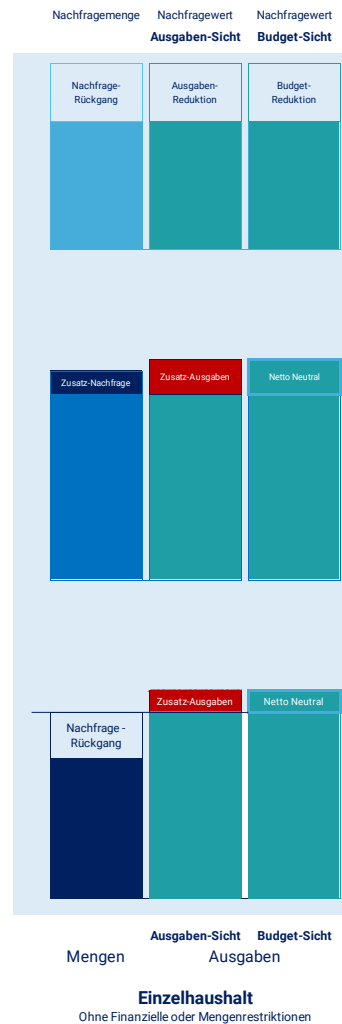 Nachfragemenge Nachfragewert Nachfragewert
Ausgaben-Sicht Budget-Sicht
Nachfrage- Ausgaben- Budget-
Rückgang Reduktion Reduktion
Zusatz-Nachfrage Zusatz-Ausgaben Netto Neutral
Zusatz-Ausgaben Netto Neutral
Nachfrage -
Rückgang
Ausgaben-Sicht Budget-Sicht
Mengen Ausgaben
Einzelhaushalt
Ohne Finanzielle oder Mengenrestriktionen